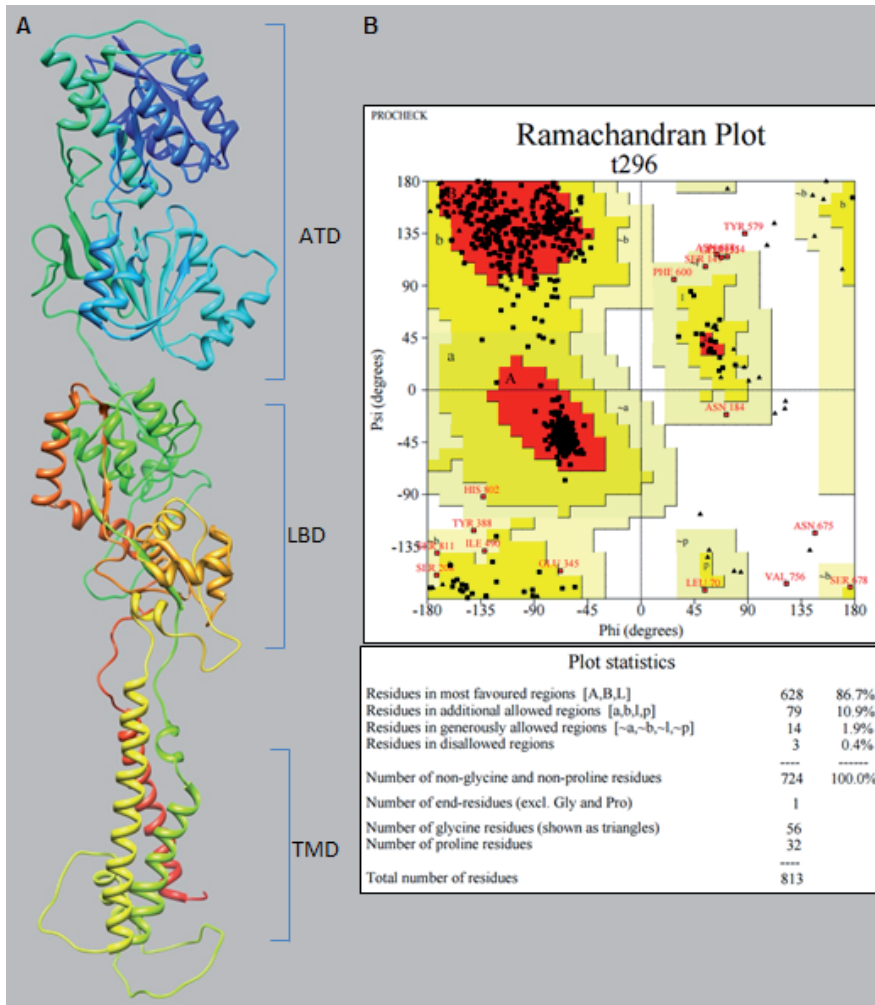 A
B
ATD
LBD
TMD
PROCHECK
Ramachandran Plot
t296
180
135
90
45
0
-45
-90
-135
-180
-135
-90
-45
0
45
90
135
180
Psi (degrees)
Phi (degrees)
B
b
a
A
~a
~b
~b
b
l
~p
p
~b
TYR 579
PHE 600
ASN 184
HIS 802
TYR 388
GLU 345
LEU 70
ASN 675
VAL 756
SER 678
Plot statistics
Residues in most favoured regions [A,B,L] 628 86.7%
Residues in additional allowed regions [a,b,l,p] 79 10.9%
Residues in generously allowed regions [~a,~b,~l,~p] 14 1.9%
Residues in disallowed regions 3 0.4%
---- ------
Number of non-glycine and non-proline residues 724 100.0%
Number of end-residues (excl. Gly and Pro) 1
Number of glycine residues (shown as triangles) 56
Number of proline residues 32
----
Total number of residues 813